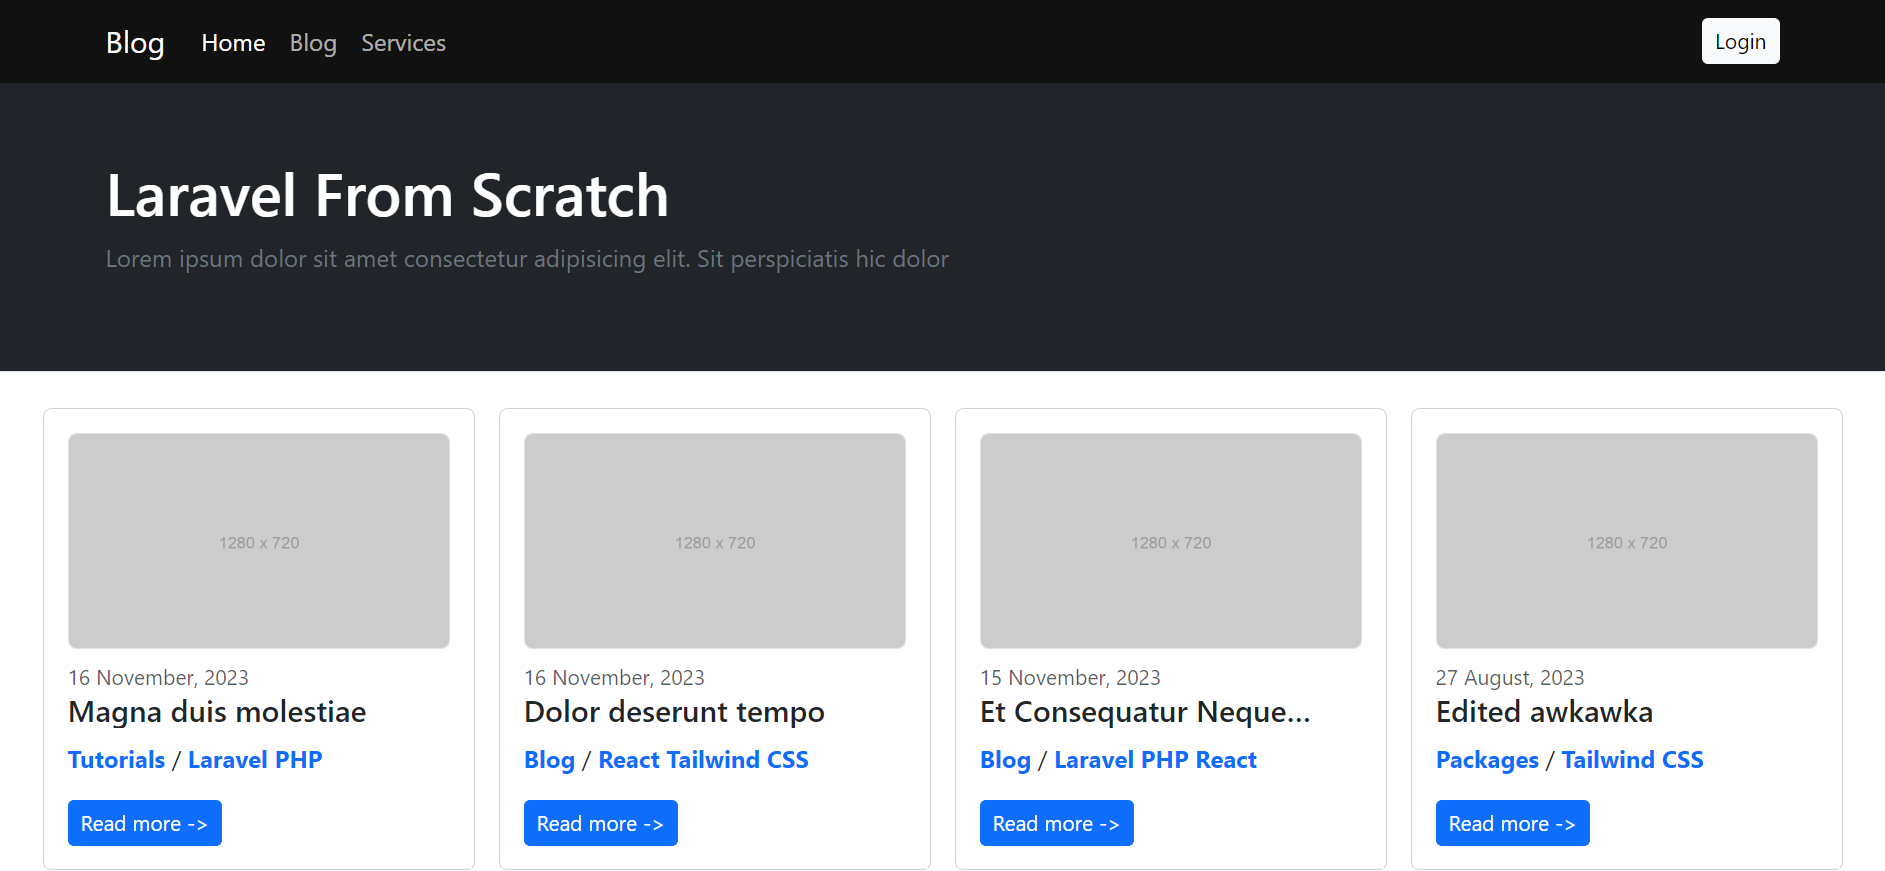 Blog Home Blog Services Login
Laravel From Scratch
Lorem ipsum dolor sit amet consectetur adipisicing elit. Sit perspiciatis hic dolor
1280 x 720
16 November, 2023
Magna duis molestiae
Tutorials / Laravel PHP
Read more ->
1280 x 720
16 November, 2023
Dolor deserunt tempo
Blog / React Tailwind CSS
Read more ->
1280 x 720
15 November, 2023
Et Consequatur Neque...
Blog / Laravel PHP React
Read more ->
1280 x 720
27 August, 2023
Edited awkawka
Packages / Tailwind CSS
Read more ->